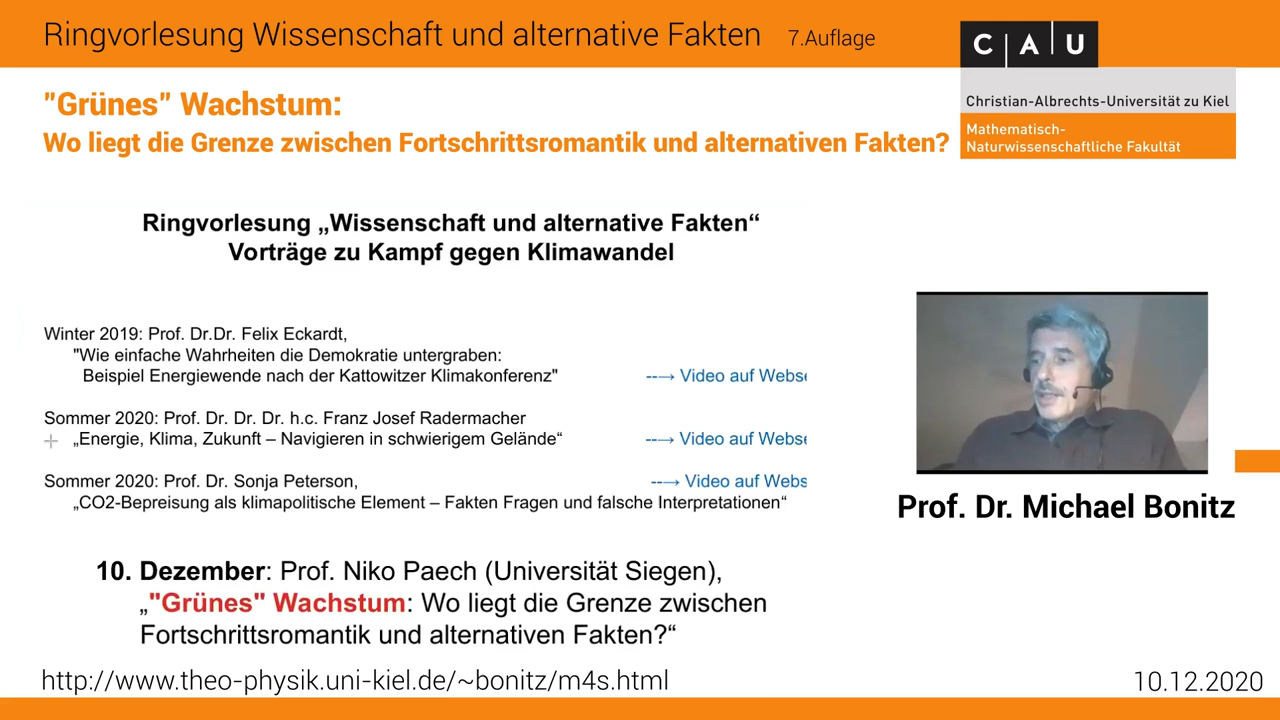 Ringvorlesung Wissenschaft und alternative Fakten 7.Auflage
C|A|U
Christian-Albrechts-Universität zu Kiel
Mathematisch-
Naturwissenschaftliche Fakultät
"Grünes" Wachstum:
Wo liegt die Grenze zwischen Fortschrittsromantik und alternativen Fakten?
Ringvorlesung „Wissenschaft und alternative Fakten“
Vorträge zu Kampf gegen Klimawandel
Winter 2019: Prof. Dr.Dr. Felix Eckardt,
"Wie einfache Wahrheiten die Demokratie untergraben:
Beispiel Energiewende nach der Kattowitzer Klimakonferenz" --→ Video auf Webse
Sommer 2020: Prof. Dr. Dr. Dr. h.c. Franz Josef Radermacher
„Energie, Klima, Zukunft – Navigieren in schwierigem Gelände“ --→ Video auf Webse
Sommer 2020: Prof. Dr. Sonja Peterson, --→ Video auf Webs
„CO2-Bepreisung als klimapolitische Element – Fakten Fragen und falsche Interpretationen“
Prof. Dr. Michael Bonitz
10. Dezember: Prof. Niko Paech (Universität Siegen),
„"Grünes" Wachstum: Wo liegt die Grenze zwischen
Fortschrittsromantik und alternativen Fakten?“
http://www.theo-physik.uni-kiel.de/~bonitz/m4s.html
10.12.2020